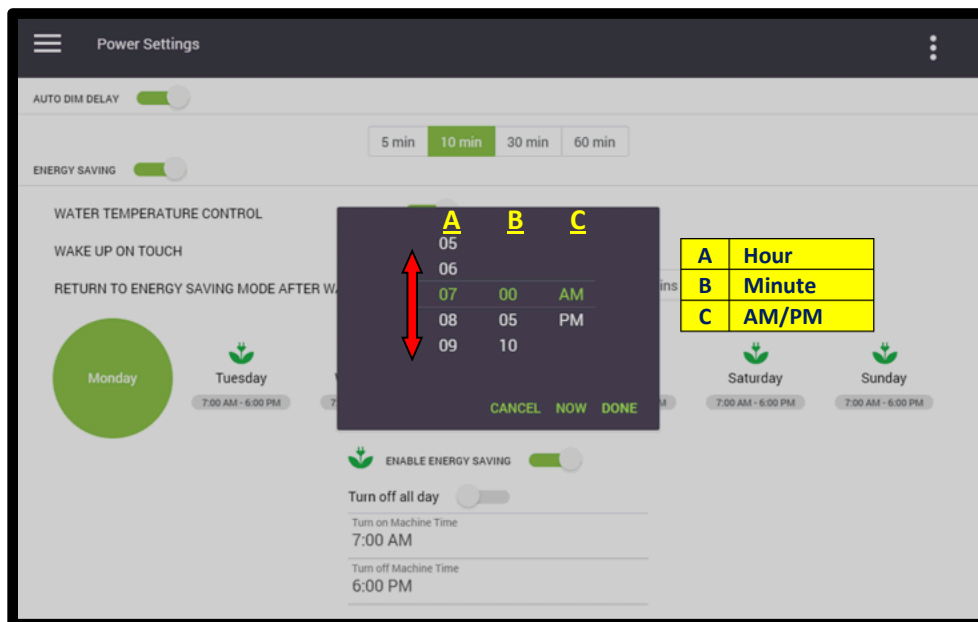 Power Settings
AUTO DIM DELAY
5 min 10 min 30 min 60 min
ENERGY SAVING
WATER TEMPERATURE CONTROL
WAKE UP ON TOUCH
RETURN TO ENERGY SAVING MODE AFTER
A B C
05
06
07 00 AM
08 05 PM
09 10
CANCEL NOW DONE
A Hour
B Minute
C AM/PM
Monday
Tuesday
7:00 AM - 6:00 PM
Saturday
7:00 AM - 6:00 PM
Sunday
7:00 AM - 6:00 PM
ENABLE ENERGY SAVING
Turn off all day
Turn on Machine Time
7:00 AM
Turn off Machine Time
6:00 PM